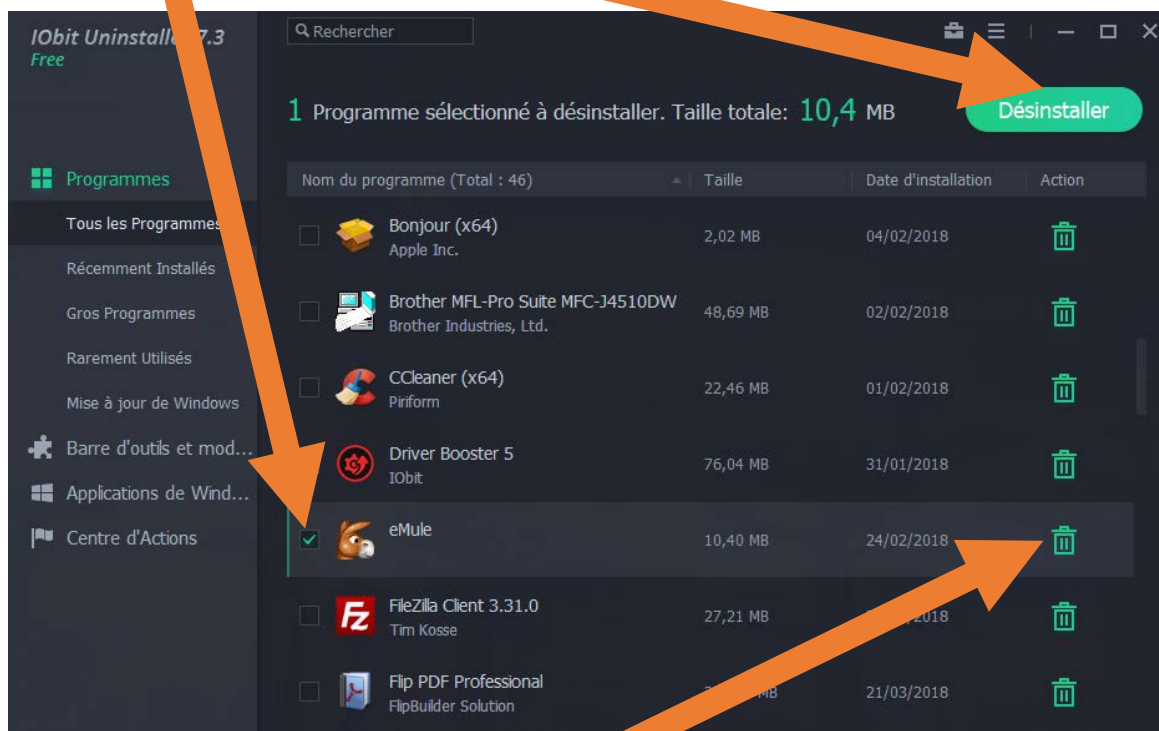 IObit Uninstaller 7.3
Free
Rechercher
1 Programme sélectionné à désinstaller. Taille totale: 10,4 MB
Désinstaller
Programmes
Tous les Programmes
Récemment Installés
Gros Programmes
Rarement Utilisés
Mise à jour de Windows
Barre d'outils et mod...
Applications de Wind...
Centre d'Actions
Nom du programme (Total : 46) Taille Date d'installation Action
Bonjour (x64)
Apple Inc.
2,02 MB 04/02/2018
Brother MFL-Pro Suite MFC-J4510DW
Brother Industries, Ltd.
48,69 MB 02/02/2018
CCleaner (x64)
Piriform
22,46 MB 01/02/2018
Driver Booster 5
IObit
76,04 MB 31/01/2018
eMule
10,40 MB 24/02/2018
FileZilla Client 3.31.0
Tim Kosse
27,21 MB
Flip PDF Professional
FlipBuilder Solution
MB 21/03/2018